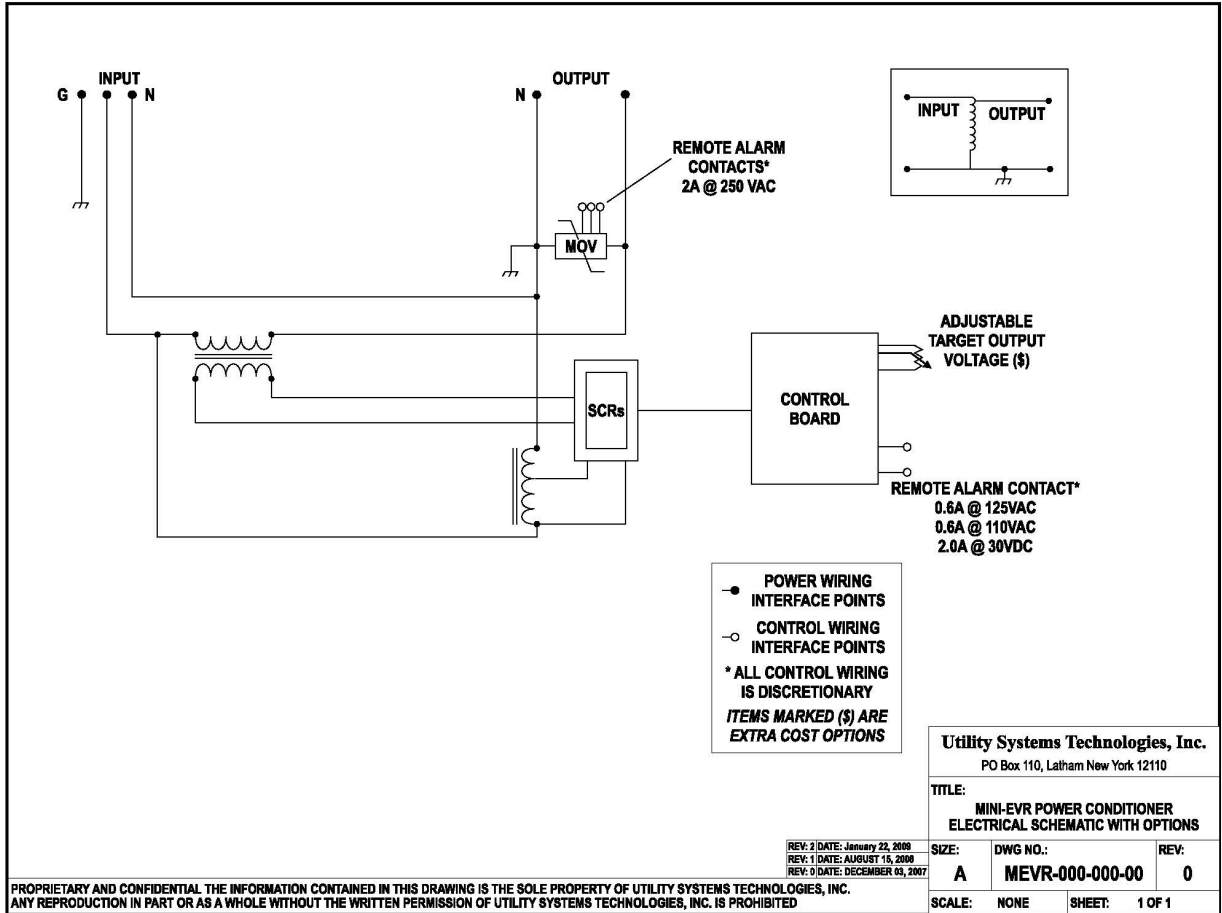 INPUT
G
N
OUTPUT
N
REMOTE ALARM
CONTACTS*
2A @ 250 VAC
MOV
INPUT
OUTPUT
SCRs
CONTROL
BOARD
ADJUSTABLE
TARGET OUTPUT
VOLTAGE ($)
REMOTE ALARM CONTACT*
0.6A @ 125VAC
0.6A @ 110VAC
2.0A @ 30VDC
POWER WIRING
INTERFACE POINTS
CONTROL WIRING
INTERFACE POINTS
* ALL CONTROL WIRING
IS DISCRETIONARY
ITEMS MARKED ($) ARE
EXTRA COST OPTIONS
Utility Systems Technologies, Inc.
PO Box 110, Latham New York 12110
TITLE:
MINI-EVR POWER CONDITIONER
ELECTRICAL SCHEMATIC WITH OPTIONS
REV: 2 DATE: January 22, 2009
REV: 1 DATE: AUGUST 15, 2008
REV: 0 DATE: DECEMBER 03, 2007
SIZE:
A
DWG NO.:
MEVR-000-000-00
REV:
0
SCALE: NONE
SHEET: 1 OF 1
PROPRIETARY AND CONFIDENTIAL THE INFORMATION CONTAINED IN THIS DRAWING IS THE SOLE PROPERTY OF UTILITY SYSTEMS TECHNOLOGIES, INC.
ANY REPRODUCTION IN PART OR AS A WHOLE WITHOUT THE WRITTEN PERMISSION OF UTILITY SYSTEMS TECHNOLOGIES, INC. IS PROHIBITED